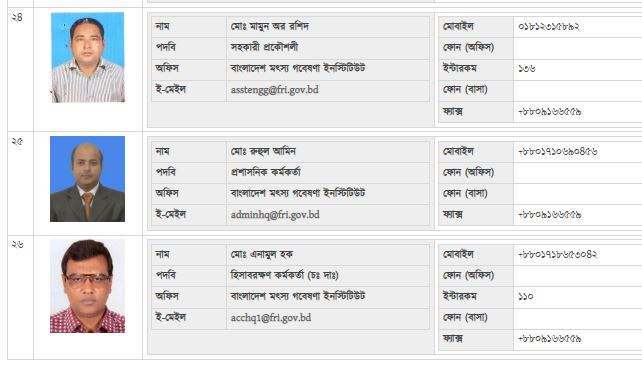 ২৪
নাম মোঃ মামুন অর রশিদ মোবাইল ০১৮১২৩১৫৮৯২
পদবি সহকারী প্রকৌশলী ফোন (অফিস)
অফিস বাংলাদেশ মৎস্য গবেষণা ইনস্টিটিউট ইন্টারকম ১৩৬
ই-মেইল asstengg@fri.gov.bd ফোন (বাসা)
ফ্যাক্স +৮৮০৯১৬৬৫৫৯
২৫
নাম মোঃ রুহুল আমিন মোবাইল +৮৮০১৭১০৬৯০৪৫৬
পদবি প্রশাসনিক কর্মকর্তা ফোন (অফিস)
অফিস বাংলাদেশ মৎস্য গবেষণা ইনস্টিটিউট ফোন (বাসা)
ই-মেইল adminhq@fri.gov.bd ফ্যাক্স +৮৮০৯১৬৬৫৫৯
২৬
নাম মোঃ এনামুল হক মোবাইল +৮৮০১৭১৮৬৫৩০৪২
পদবি হিসাবরক্ষণ কর্মকর্তা (চঃ দাঃ) ফোন (অফিস)
অফিস বাংলাদেশ মৎস্য গবেষণা ইনস্টিটিউট ইন্টারকম ১১০
ই-মেইল acchq1@fri.gov.bd ফোন (বাসা)
ফ্যাক্স +৮৮০৯১৬৬৫৫৯